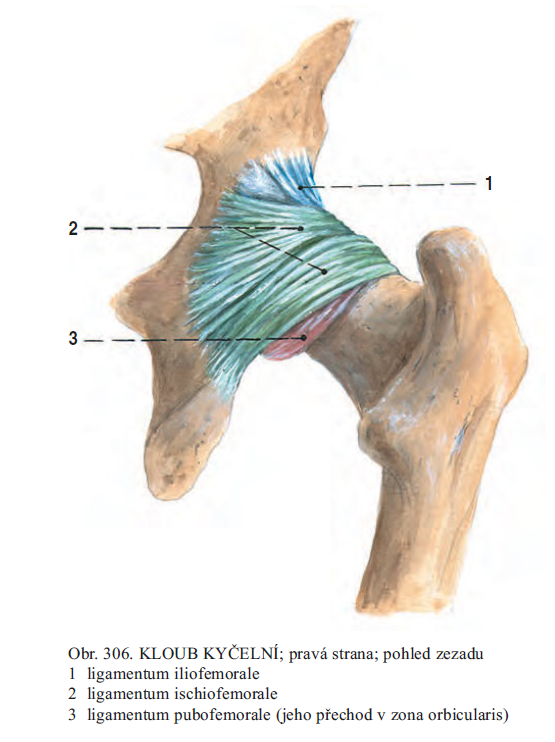 1
2
3
Obr. 306. KLOUB KYČELNÍ; pravá strana; pohled zezadu
1 ligamentum iliofemorale
2 ligamentum ischiofemorale
3 ligamentum pubofemorale (jeho přechod v zona orbicularis)